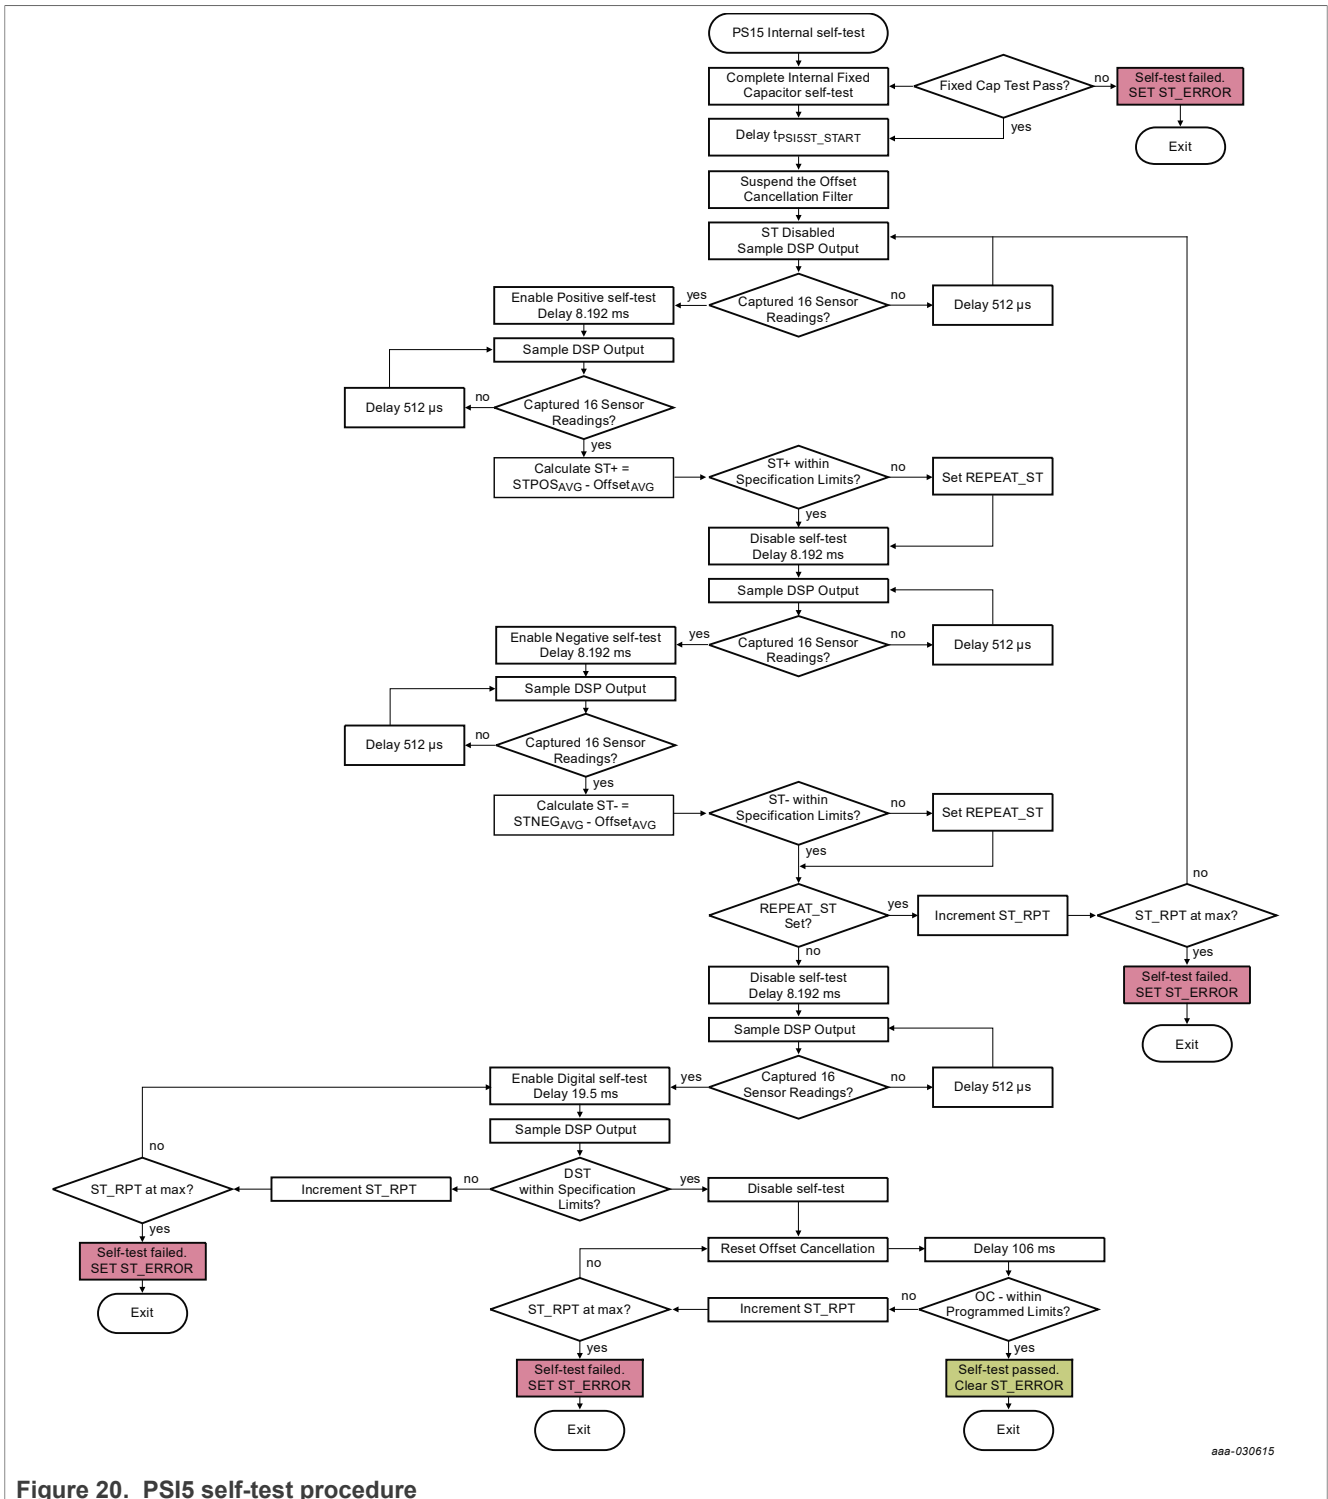 PS15 Internal self-test
Complete Internal Fixed
Capacitor self-test
Fixed Cap Test Pass?
no
Self-test failed.
SET ST_ERROR
Exit
yes
Delay tPSI5ST_START
Suspend the Offset
Cancellation Filter
ST Disabled
Sample DSP Output
Captured 16 Sensor
Readings?
no
Delay 512 µs
yes
Enable Positive self-test
Delay 8.192 ms
Sample DSP Output
Captured 16 Sensor
Readings?
no
Delay 512 µs
yes
Calculate ST+ =
STPOSAVG - OffsetAVG
ST+ within
Specification Limits?
no
Set REPEAT_ST
yes
Disable self-test
Delay 8.192 ms
Sample DSP Output
Captured 16 Sensor
Readings?
no
Delay 512 µs
yes
Enable Negative self-test
Delay 8.192 ms
Sample DSP Output
Captured 16 Sensor
Readings?
no
Delay 512 µs
yes
Calculate ST- =
STNEGAVG - OffsetAVG
ST- within
Specification Limits?
no
Set REPEAT_ST
yes
REPEAT_ST
Set?
yes
Increment ST_RPT
ST_RPT at max?
no
yes
Self-test failed.
SET ST_ERROR
Exit
no
Disable self-test
Delay 8.192 ms
Sample DSP Output
Captured 16
Sensor Readings?
no
Delay 512 µs
yes
Enable Digital self-test
Delay 19.5 ms
Sample DSP Output
DST
within Specification
Limits?
no
Increment ST_RPT
ST_RPT at max?
no
yes
Self-test failed.
SET ST_ERROR
Exit
yes
Disable self-test
Reset Offset Cancellation
Delay 106 ms
OC - within
Programmed Limits?
no
Increment ST_RPT
ST_RPT at max?
no
yes
Self-test failed.
SET ST_ERROR
Exit
yes
Self-test passed.
Clear ST_ERROR
Exit
aaa-030615
Figure 20. PSI5 self-test procedure